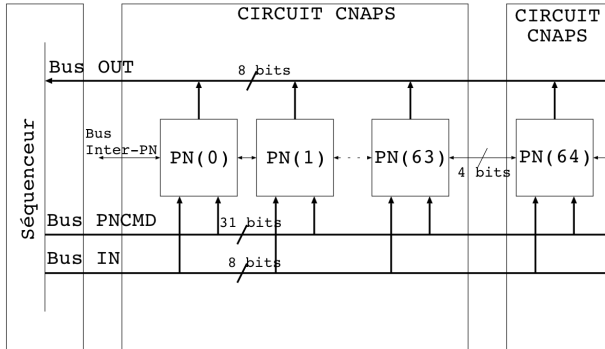 CIRCUIT CNAPS
CIRCUIT
CNAPS
Bus OUT
8 bits
Séquenceur
Bus
Inter-PN
PN(0)
PN(1)
PN(63)
4 bits
PN(64)
Bus PNCMD
31 bits
Bus IN
8 bits